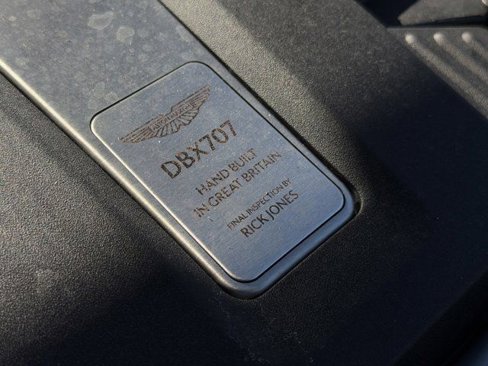 DBX707
HAND BUILT
IN GREAT BRITAIN
FINAL INSPECTION BY
RICK JONES